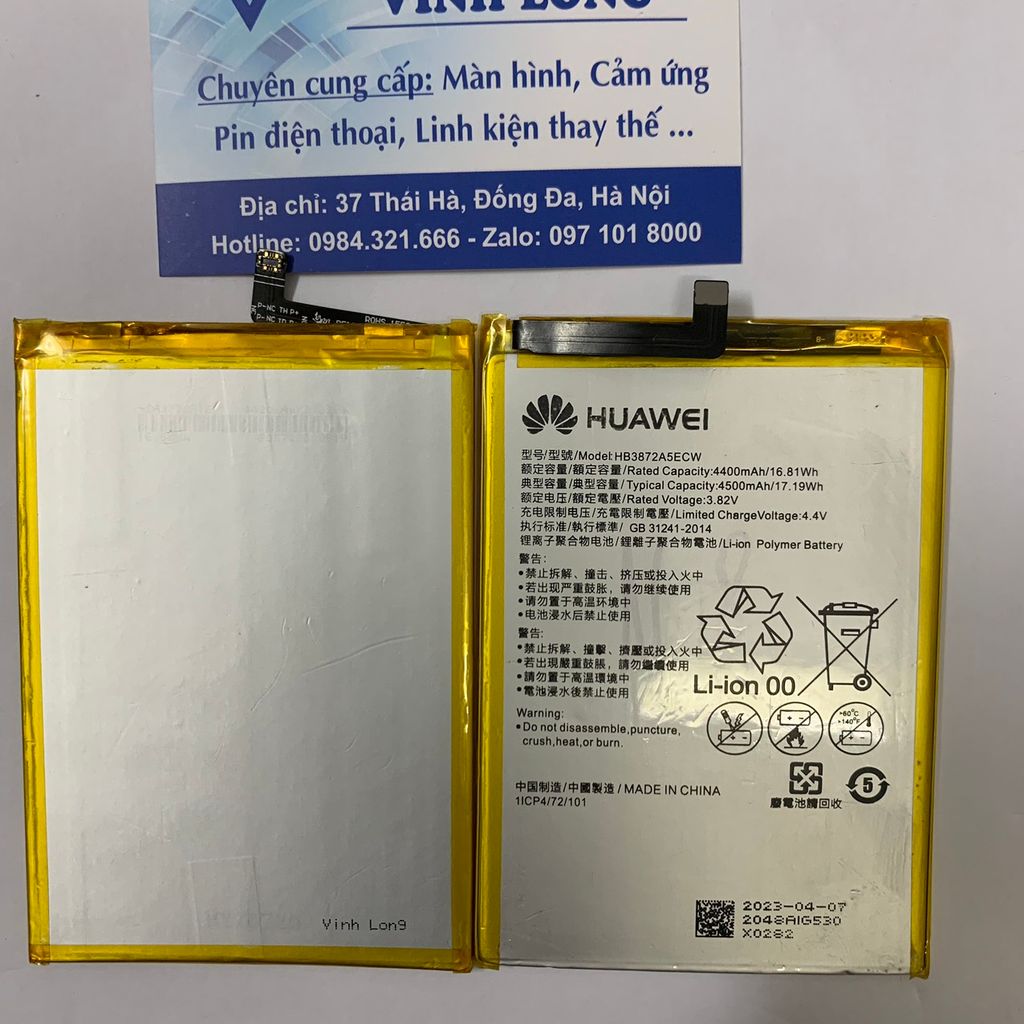 VĨNH LONG
Chuyên cung cấp: Màn hình, Cảm ứng
Pin điện thoại, Linh kiện thay thế ...
Địa chỉ: 37 Thái Hà, Đống Đa, Hà Nội
Hotline: 0984.321.666 - Zalo: 097 101 8000
P-NC TH P+
B-
HUAWEI
型号/型號/Model:HB3872A5ECW
额定容量/額定容量/Rated Capacity:4400mAh/16.81Wh
典型容量/典型容量/Typical Capacity:4500mAh/17.19Wh
额定电压/額定電壓/Rated Voltage:3.82V
充电限制电压/充電限制電壓/Limited ChargeVoltage:4.4V
执行标准/執行標準/ GB 31241-2014
锂离子聚合物电池/鋰離子聚合物電池/Li-ion Polymer Battery
警告:
•禁止拆解、撞击、挤压或投入火中
•若出现严重鼓胀，请勿继续使用
•请勿置于高温环境中
•电池浸水后禁止使用
警告:
•禁止拆解、撞擊、擠壓或投入火中
•若出現嚴重鼓脹，請勿繼續使用
•請勿置于高溫環境中
•電池浸水後禁止使用
Li-ion 00
Warning:
•Do not disassemble,puncture,
crush,heat,or burn.
+60°C
+140°F
中国制造/中國製造/MADE IN CHINA
1ICP4/72/101
廢電池請回收
5
2023-04-07
2048AIG530
X0282
Vinh Long